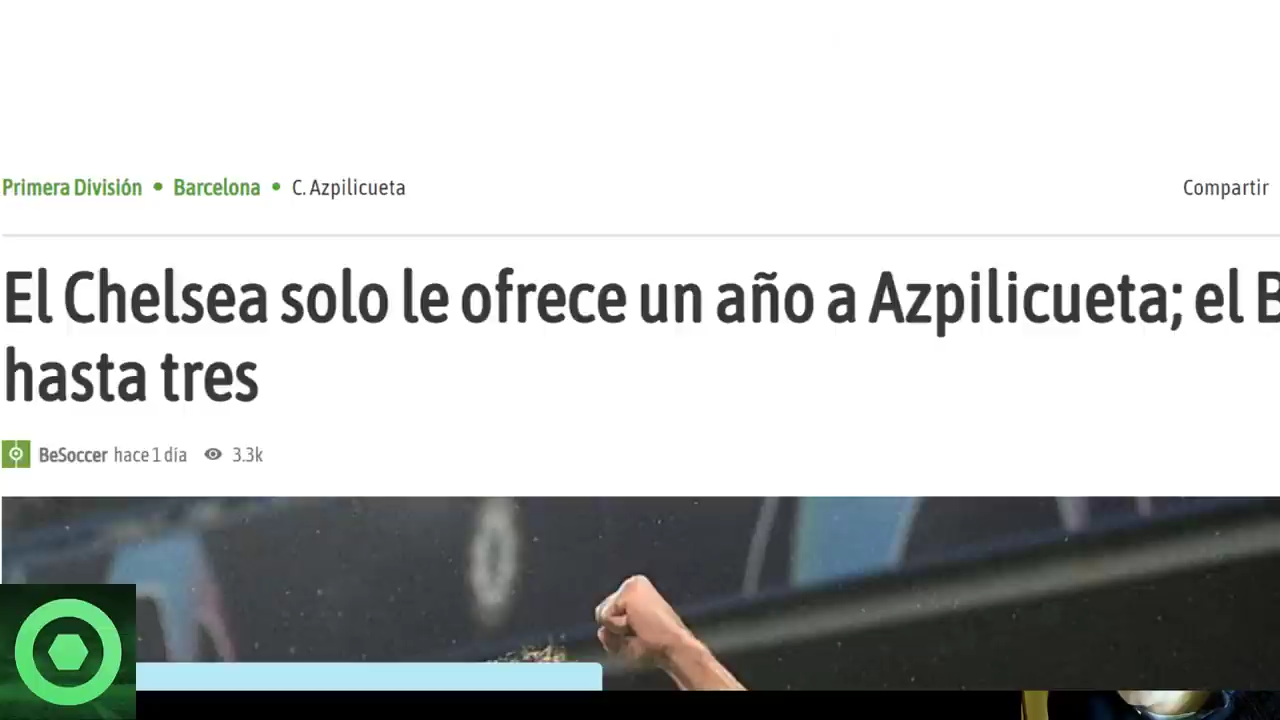 Primera División • Barcelona • C. Azpilicueta
Compartir
El Chelsea solo le ofrece un año a Azpilicueta; el B
hasta tres
BeSoccer hace 1 día 3.3k